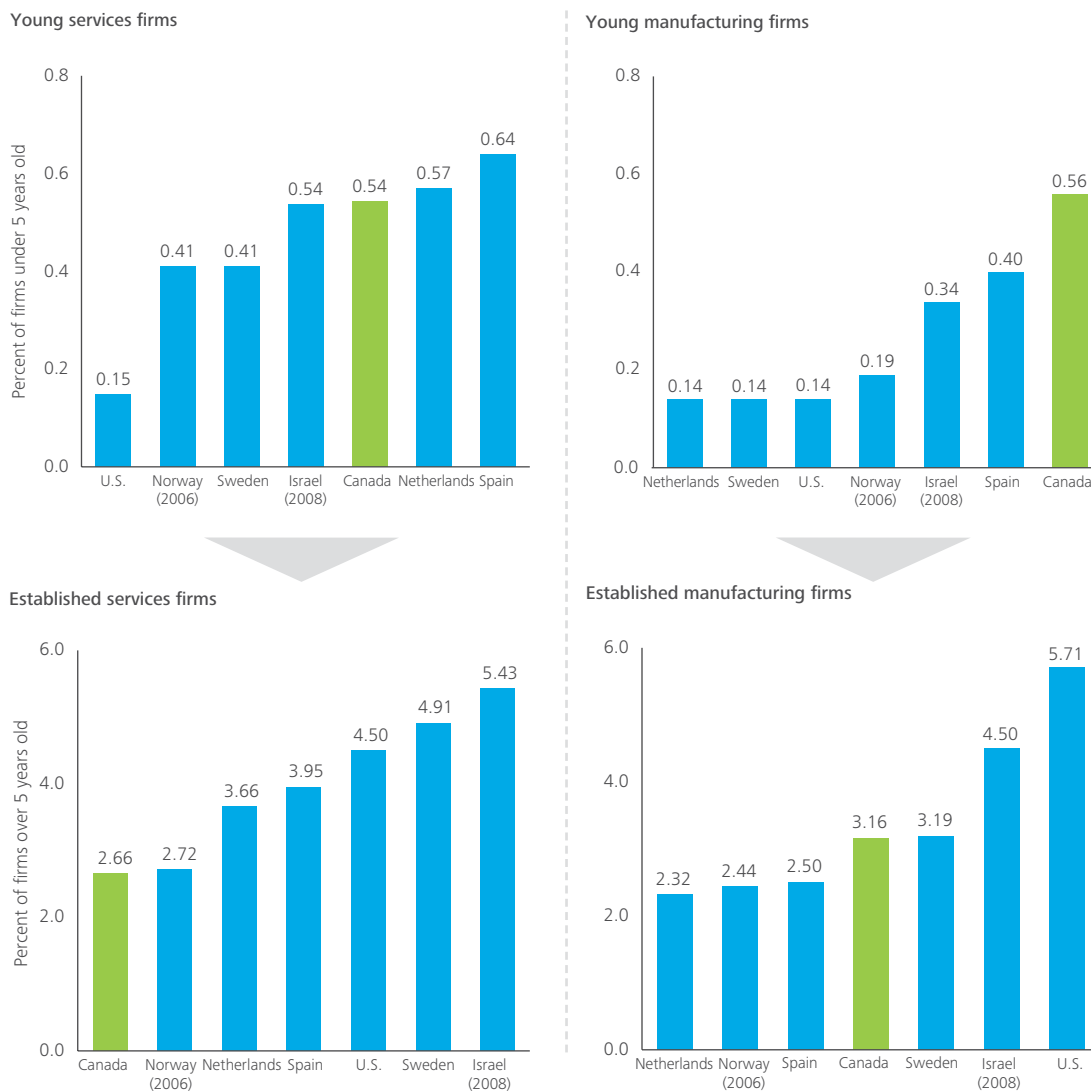 Young services firms
Percent of firms under 5 years old
0.8
0.6
0.4
0.2
0.0
0.15
0.41
0.41
0.54
0.54
0.57
0.64
U.S.
Norway
(2006)
Sweden
Israel
(2008)
Canada
Netherlands
Spain
Young manufacturing firms
0.8
0.6
0.4
0.2
0.0
0.14
0.14
0.14
0.19
0.34
0.40
0.56
Netherlands
Sweden
U.S.
Norway
(2006)
Israel
(2008)
Spain
Canada
Established services firms
Percent of firms over 5 years old
6.0
4.0
2.0
0.0
2.66
2.72
3.66
3.95
4.50
4.91
5.43
Canada
Norway
(2006)
Netherlands
Spain
U.S.
Sweden
Israel
(2008)
Established manufacturing firms
6.0
4.0
2.0
0.0
2.32
2.44
2.50
3.16
3.19
4.50
5.71
Netherlands
Norway
(2006)
Spain
Canada
Sweden
Israel
(2008)
U.S.